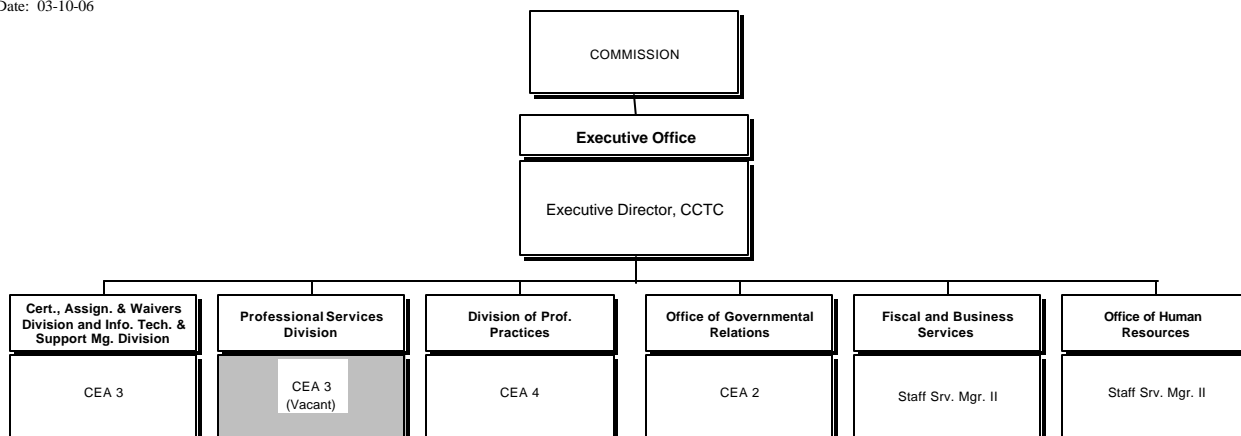 Date: 03-10-06
COMMISSION
Executive Office
Executive Director, CCTC
Cert., Assign. & Waivers
Division and Info. Tech. &
Support Mg. Division
CEA 3
Professional Services
Division
CEA 3
(Vacant)
Division of Prof.
Practices
CEA 4
Office of Governmental
Relations
CEA 2
Fiscal and Business
Services
Staff Srv. Mgr. II
Office of Human
Resources
Staff Srv. Mgr. II